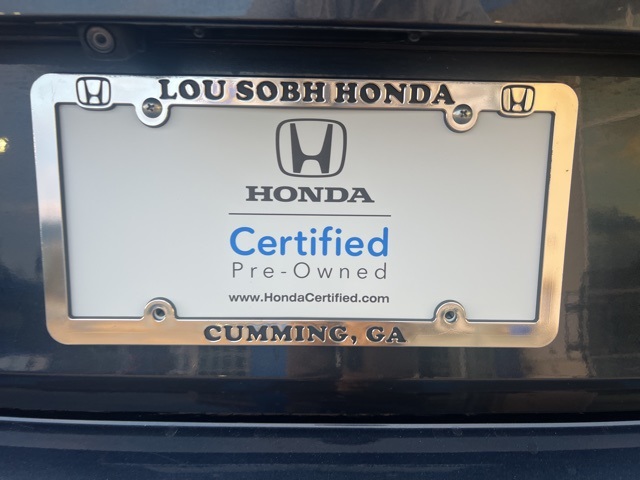 LOU SOBH HONDA
HONDA
Certified
Pre-Owned
www.HondaCertified.com
CUMMING, GA